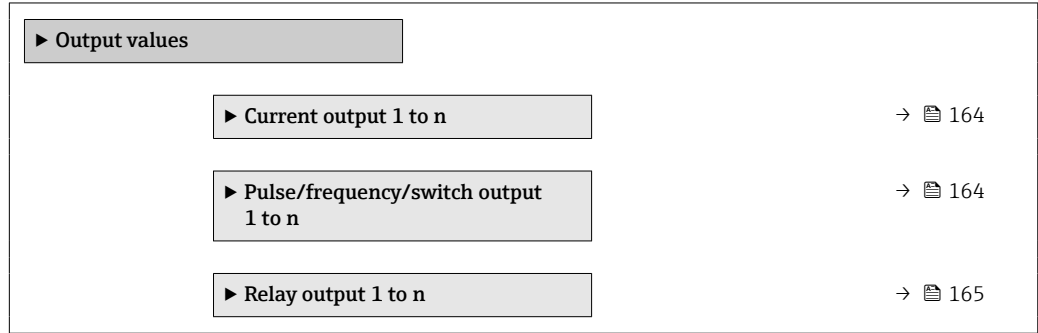 ▶ Output values
▶ Current output 1 to n → 164
▶ Pulse/frequency/switch output
1 to n → 164
▶ Relay output 1 to n → 165